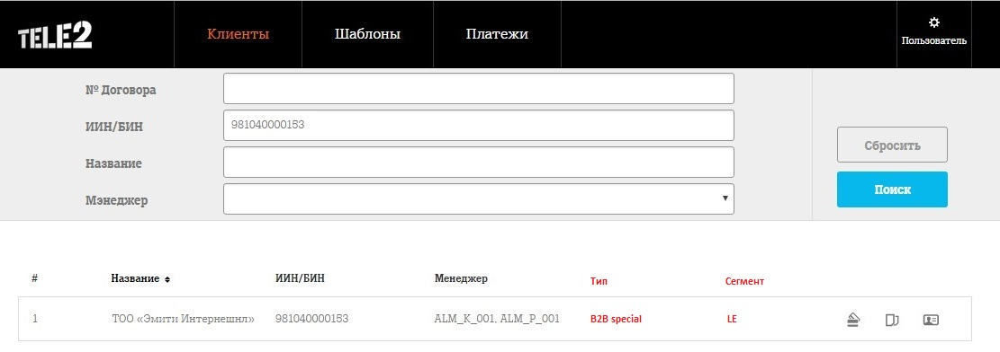 TELE2 Клиенты Шаблоны Платежи Пользователь
№ Договора
ИИН/БИН 981040000153
Название
Мэнеджер
Сбросить
Поиск
# Название ИИН/БИН Менеджер Тип Сегмент
1 ТОО «Эмити Интернешнл» 981040000153 ALM_K_001, ALM_P_001 B2B special LE